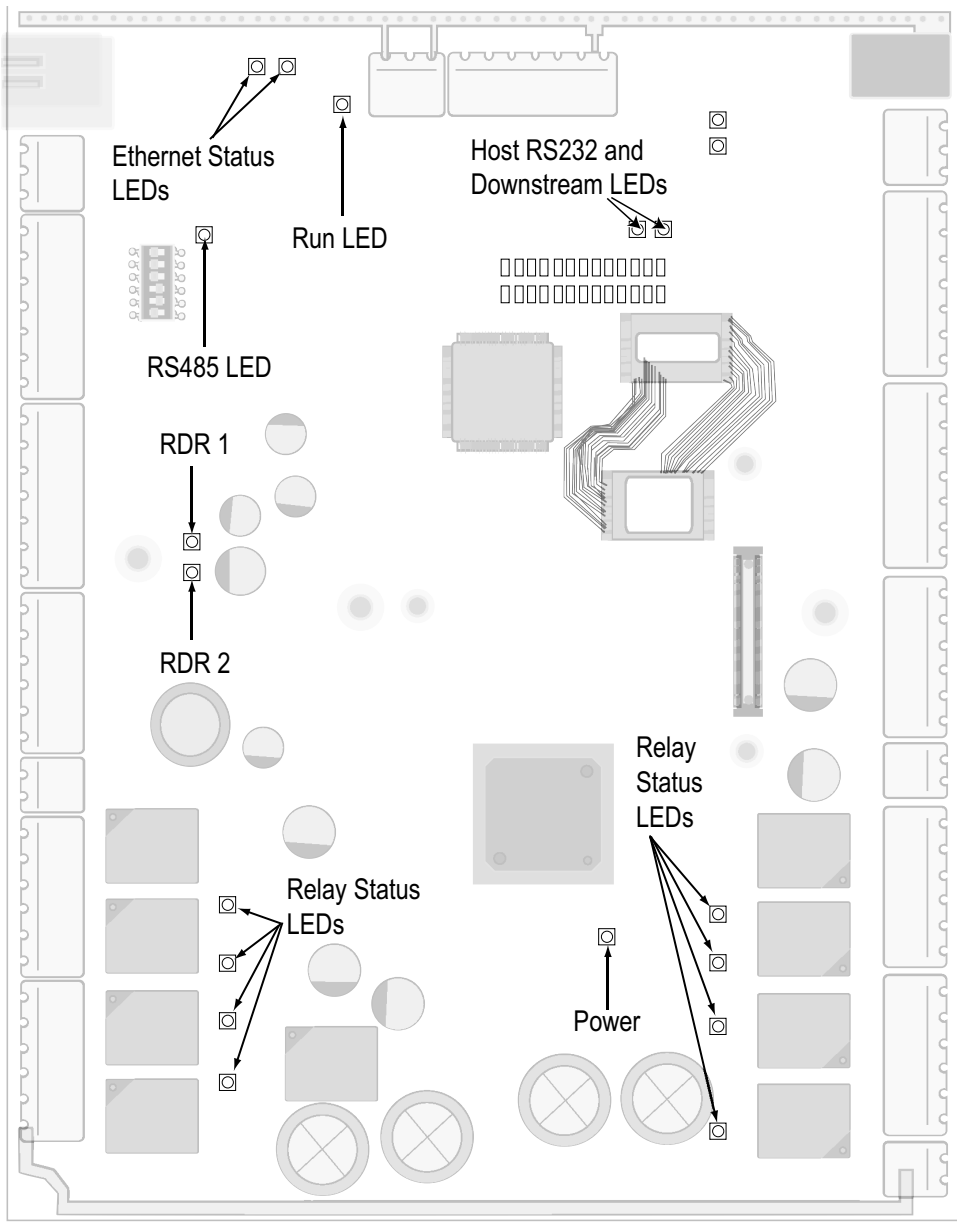 Ethernet Status
LEDs
Host RS232 and
Downstream LEDs
Run LED
RS485 LED
RDR 1
RDR 2
Relay
Status
LEDs
Relay Status
LEDs
Power